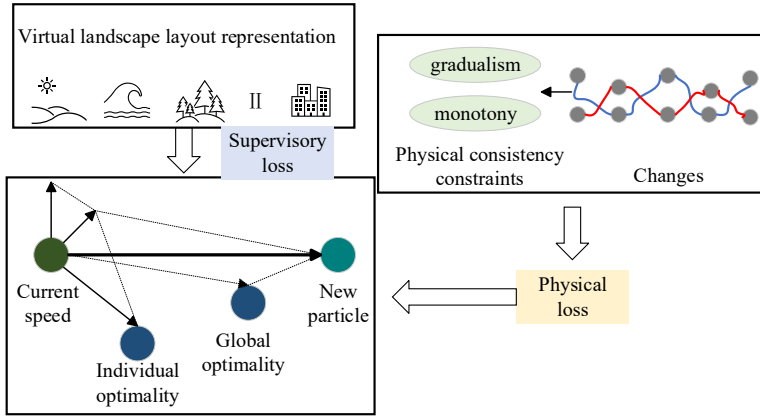 Virtual landscape layout representation
Supervisory
loss
gradualism
monotony
Physical consistency
constraints
Changes
Current
speed
Individual
optimality
Global
optimality
New
particle
Physical
loss